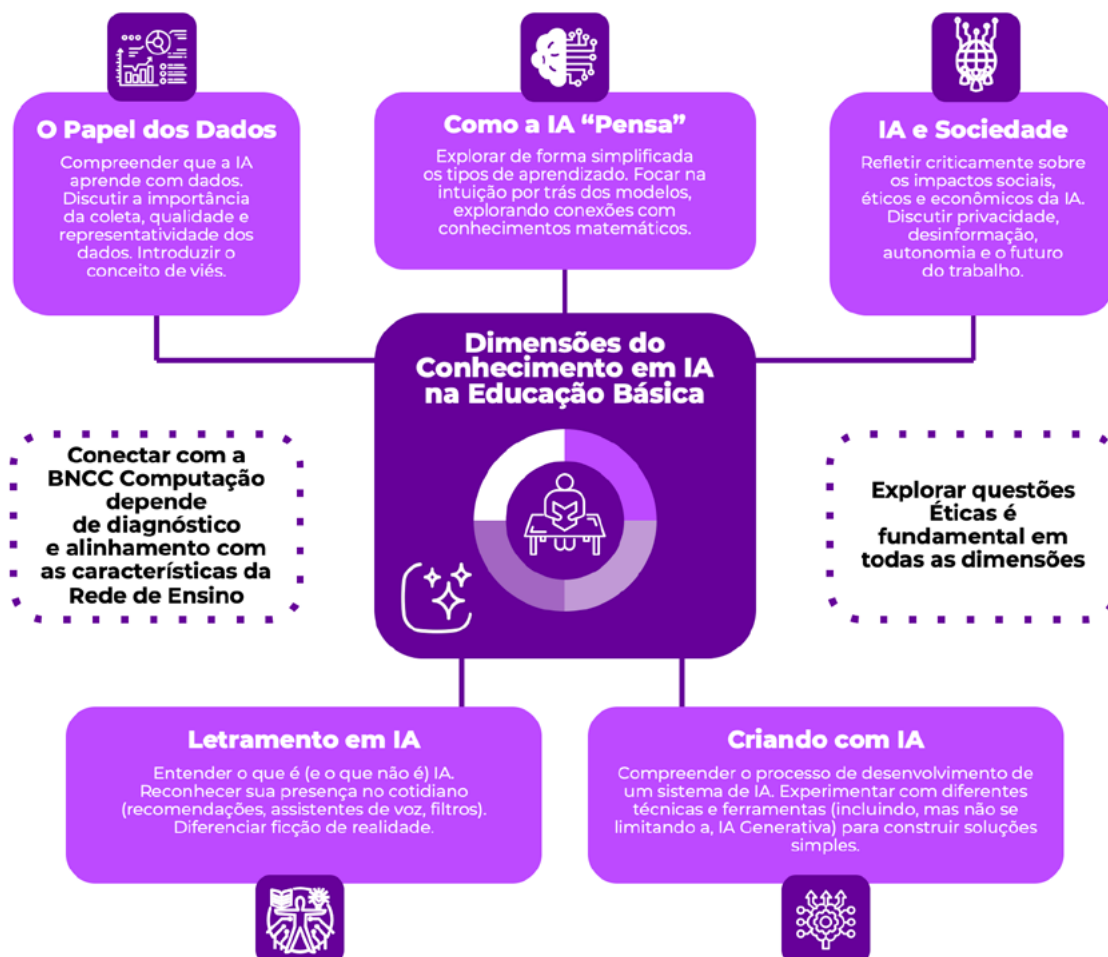 O Papel dos Dados
Compreender que a IA
aprende com dados.
Discutir a importância
da coleta, qualidade e
representatividade dos
dados. Introduzir o
conceito de viés.
Como a IA “Pensa”
Explorar de forma simplificada
os tipos de aprendizado. Focar na
intuição por trás dos modelos,
explorando conexões com
conhecimentos matemáticos.
IA e Sociedade
Refletir criticamente sobre
os impactos sociais,
éticos e econômicos da IA.
Discutir privacidade,
desinformação,
autonomia e o futuro
do trabalho.
Dimensões do
Conhecimento em IA
na Educação Básica
Conectar com a
BNCC Computação
depende
de diagnóstico
e alinhamento com
as características da
Rede de Ensino
Explorar questões
Éticas é
fundamental em
todas as dimensões
Letramento em IA
Entender o que é (e o que não é) IA.
Reconhecer sua presença no cotidiano
(recomendações, assistentes de voz, filtros).
Diferenciar ficção de realidade.
Criando com IA
Compreender o processo de desenvolvimento de
um sistema de IA. Experimentar com diferentes
técnicas e ferramentas (incluindo, mas não se
limitando a, IA Generativa) para construir soluções
simples.